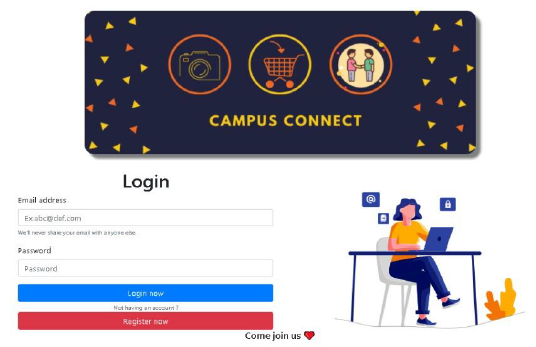 CAMPUS CONNECT
Login
Email address
Ex:abc@def.com
We'll never share your email with anyone else.
Password
Password
Login now
Not having an account ?
Register now
Come join us ❤
@